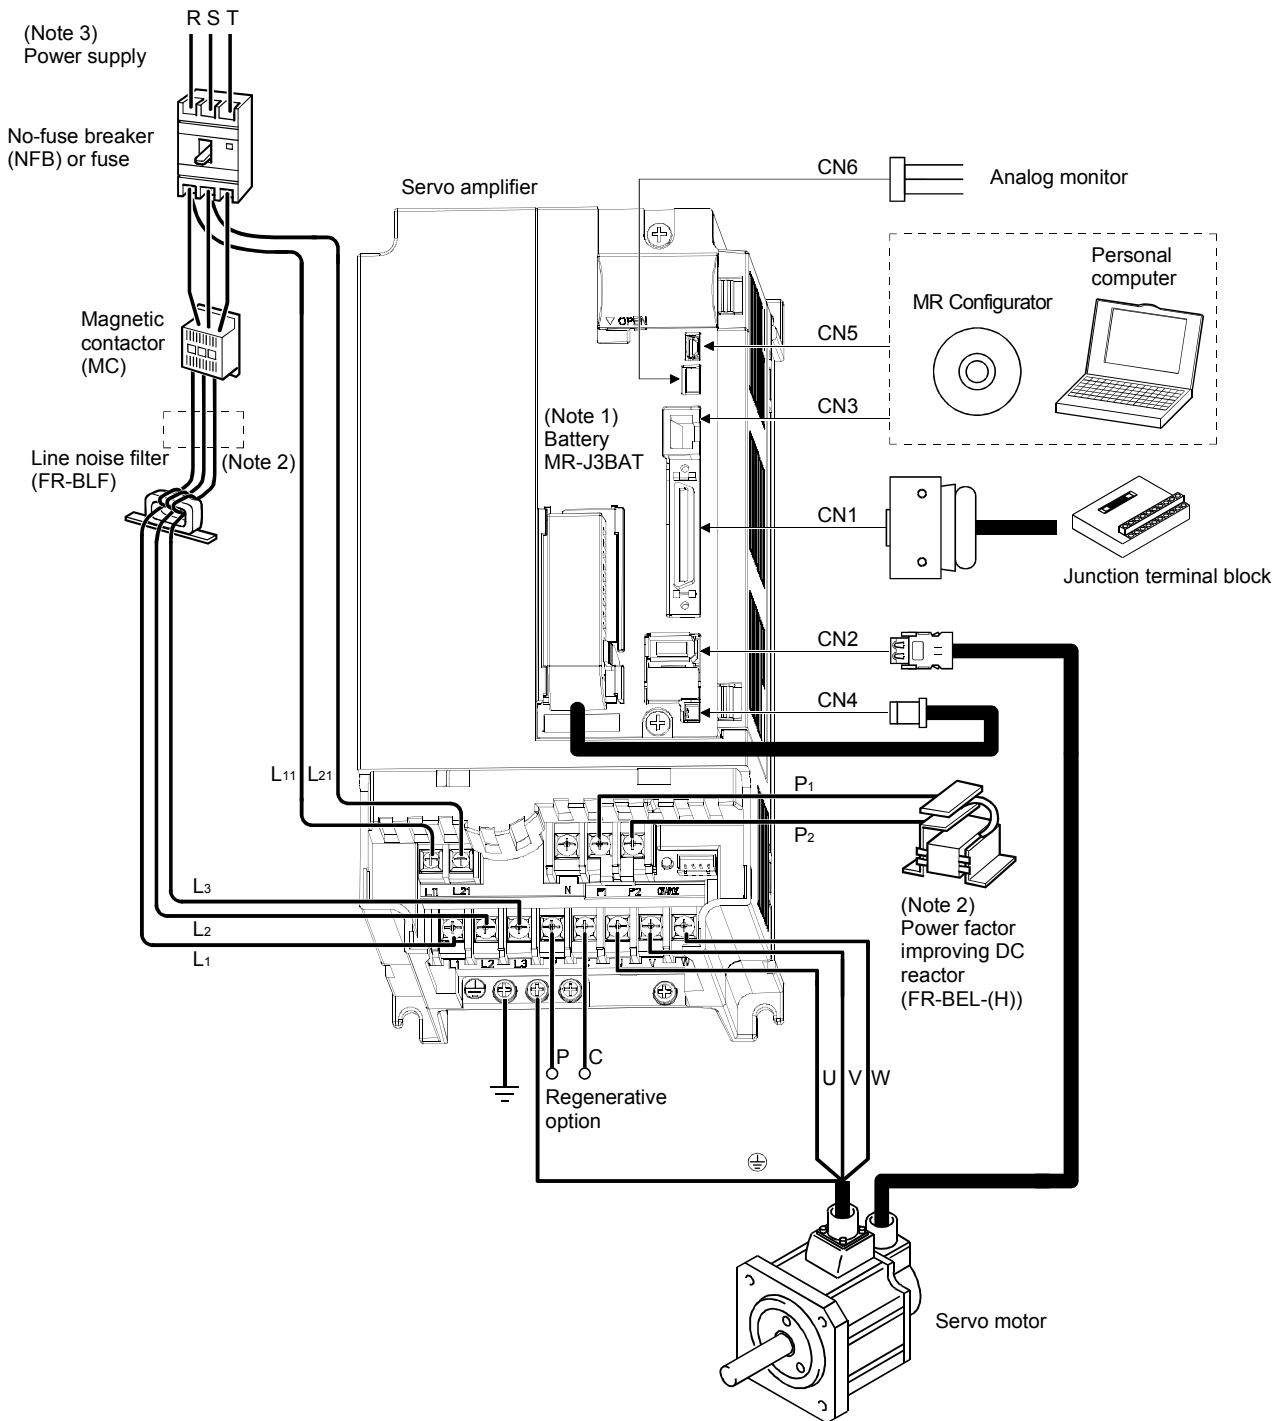 R S T
(Note 3)
Power supply
No-fuse breaker
(NFB) or fuse
Servo amplifier
CN6
Analog monitor
Personal
computer
MR Configurator
Magnetic
contactor
(MC)
▽ OPEN
CN5
CN3
(Note 1)
Battery
MR-J3BAT
Line noise filter
(FR-BLF)
(Note 2)
CN1
Junction terminal block
CN2
CN4
L11 L21
P1
P2
L3
L2
L1
L11 L21 N P1 P2 CHARGE
L1 L2 L3 V W
(Note 2)
Power factor
improving DC
reactor
(FR-BEL-(H))
P C
Regenerative
option
U V W
Servo motor